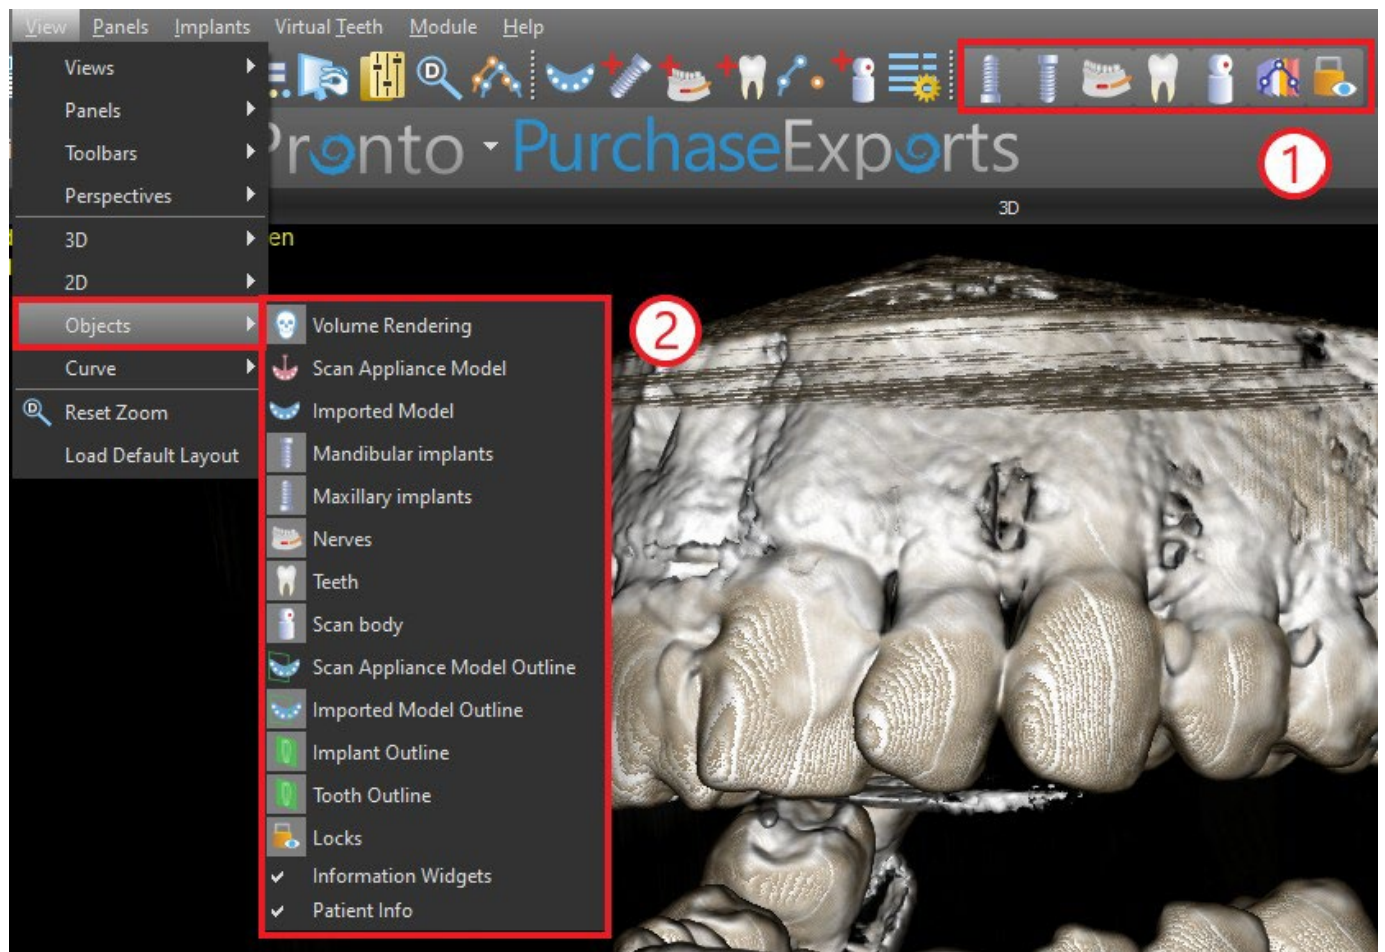 View Panels Implants Virtual Teeth Module Help
Views
Panels
Toolbars
Perspectives
3D
2D
Objects
Curve
Reset Zoom
Load Default Layout
1
Pronto PurchaseExports
3D
en
2
Volume Rendering
Scan Appliance Model
Imported Model
Mandibular implants
Maxillary implants
Nerves
Teeth
Scan body
Scan Appliance Model Outline
Imported Model Outline
Implant Outline
Tooth Outline
Locks
Information Widgets
Patient Info